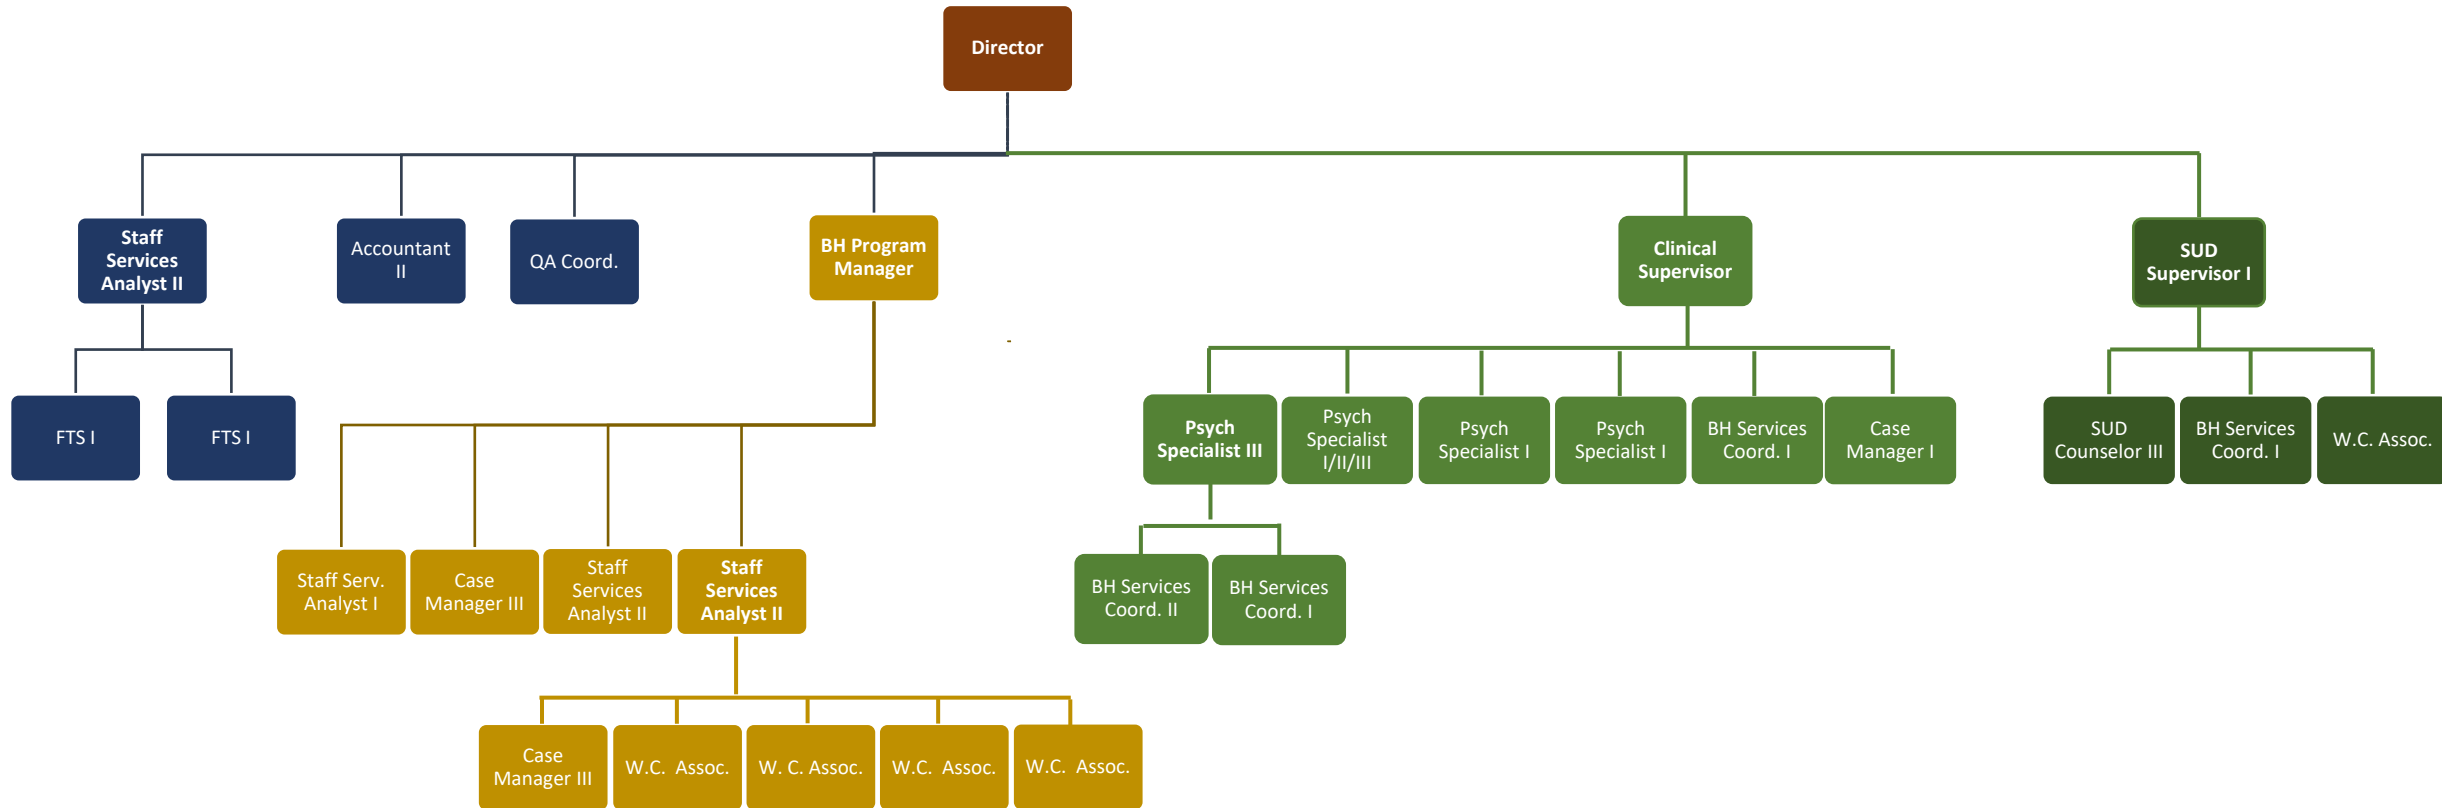 Director
Staff
Services
Analyst II
Accountant
II
QA Coord.
BH Program
Manager
Clinical
Supervisor
SUD
Supervisor I
FTS I
FTS I
Psych
Specialist III
Psych
Specialist
I/II/III
Psych
Specialist I
Psych
Specialist I
BH Services
Coord. I
Case
Manager I
SUD
Counselor III
BH Services
Coord. I
W.C. Assoc.
Staff Serv.
Analyst I
Case
Manager III
Staff
Services
Analyst II
Staff
Services
Analyst II
BH Services
Coord. II
BH Services
Coord. I
Case
Manager III
W.C.  Assoc.
W. C. Assoc.
W.C.  Assoc.
W.C.  Assoc.